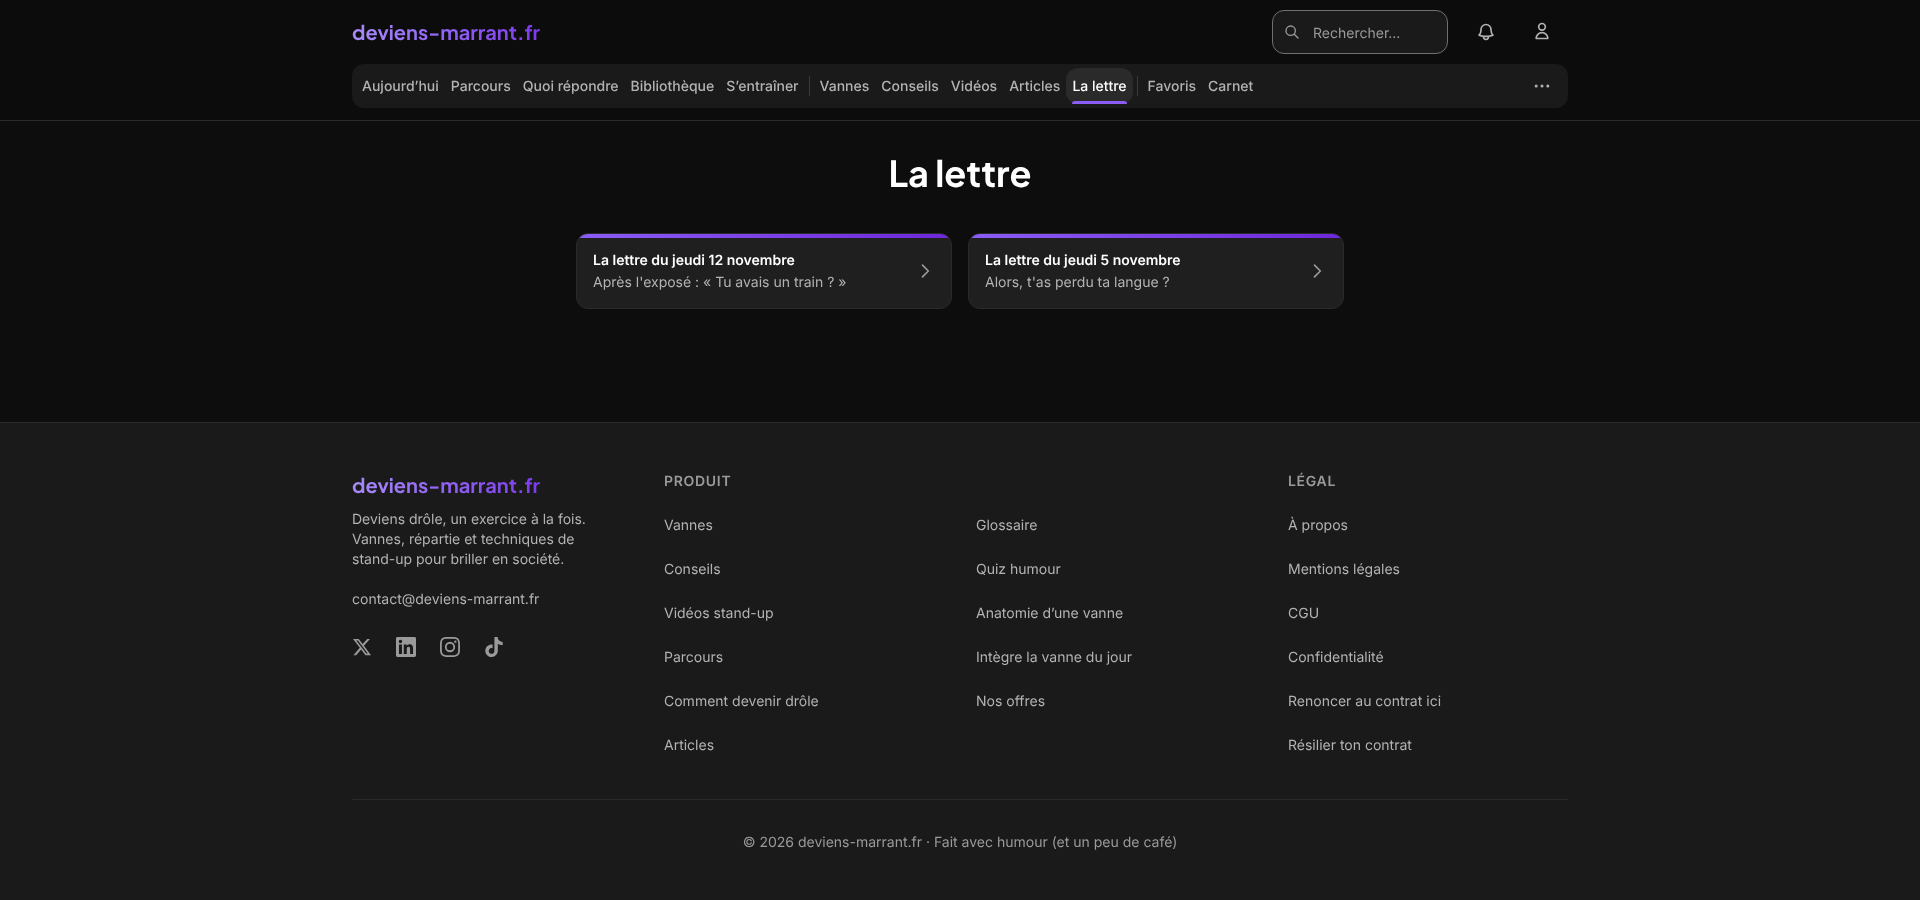 deviens-marrant.fr
Rechercher...
Aujourd’hui Parcours Quoi répondre Bibliothèque S’entraîner Vannes Conseils Vidéos Articles La lettre Favoris Carnet
La lettre
La lettre du jeudi 12 novembre
Après l'exposé : « Tu avais un train ? »
La lettre du jeudi 5 novembre
Alors, t'as perdu ta langue ?
deviens-marrant.fr
Deviens drôle, un exercice à la fois.
Vannes, répartie et techniques de
stand-up pour briller en société.
contact@deviens-marrant.fr
PRODUIT
Vannes
Conseils
Vidéos stand-up
Parcours
Comment devenir drôle
Articles
Glossaire
Quiz humour
Anatomie d’une vanne
Intègre la vanne du jour
Nos offres
LÉGAL
À propos
Mentions légales
CGU
Confidentialité
Renoncer au contrat ici
Résilier ton contrat
© 2026 deviens-marrant.fr · Fait avec humour (et un peu de café)